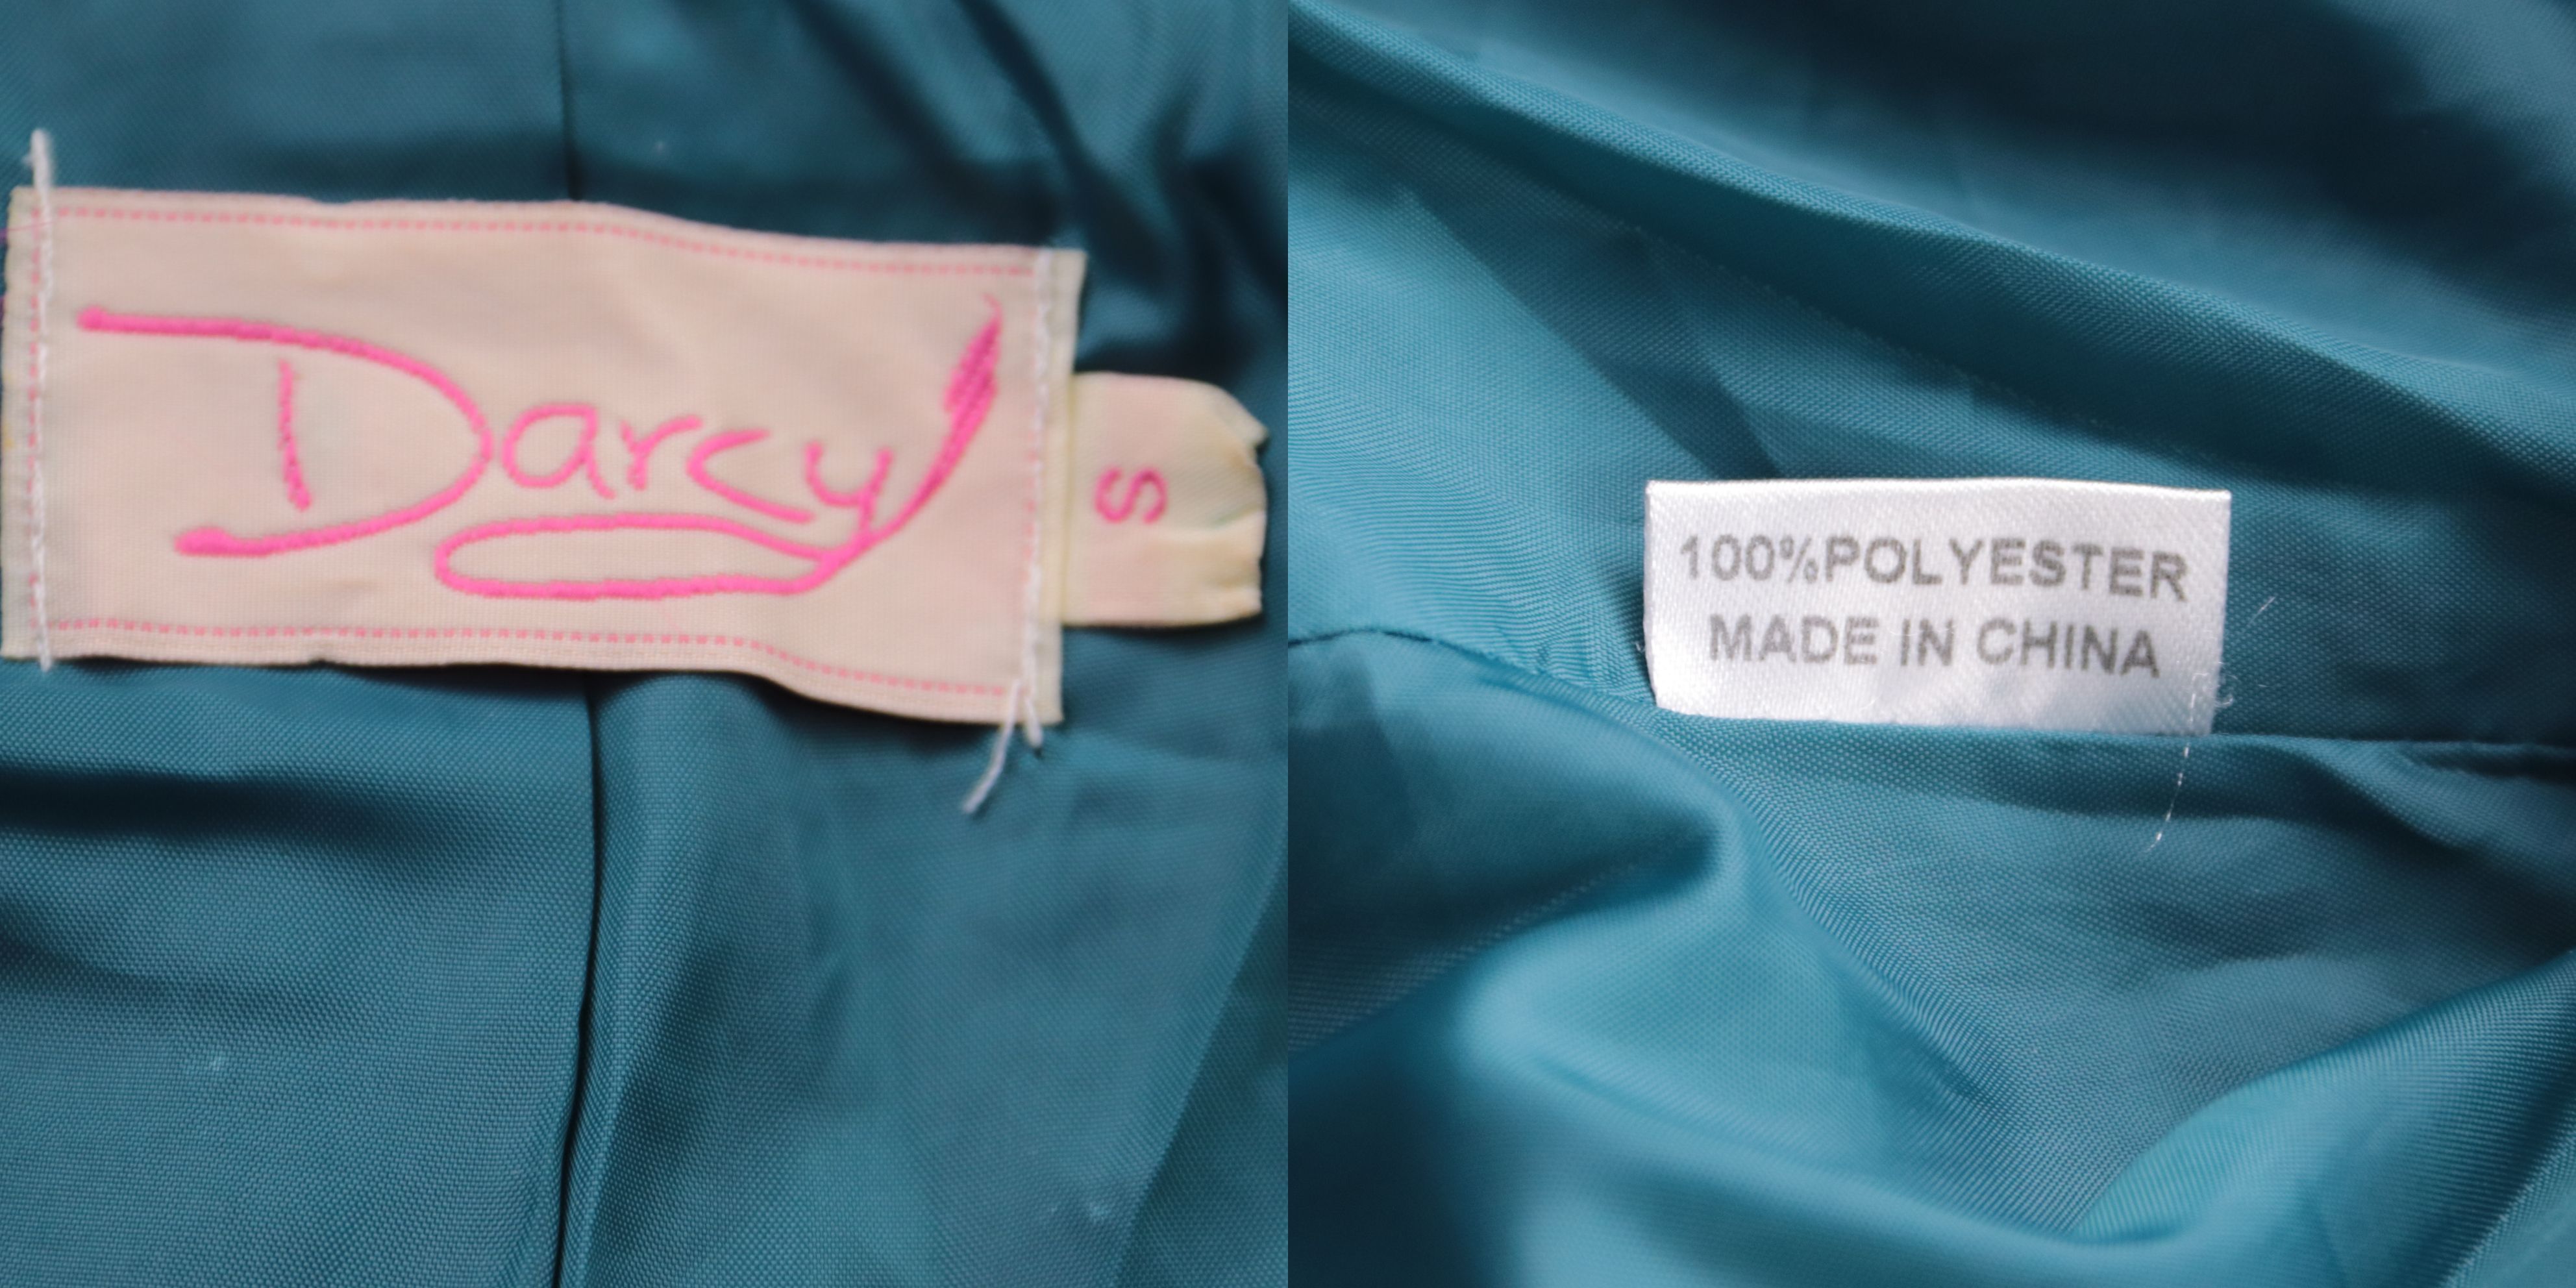 Darcy
S
100%POLYESTER
MADE IN CHINA